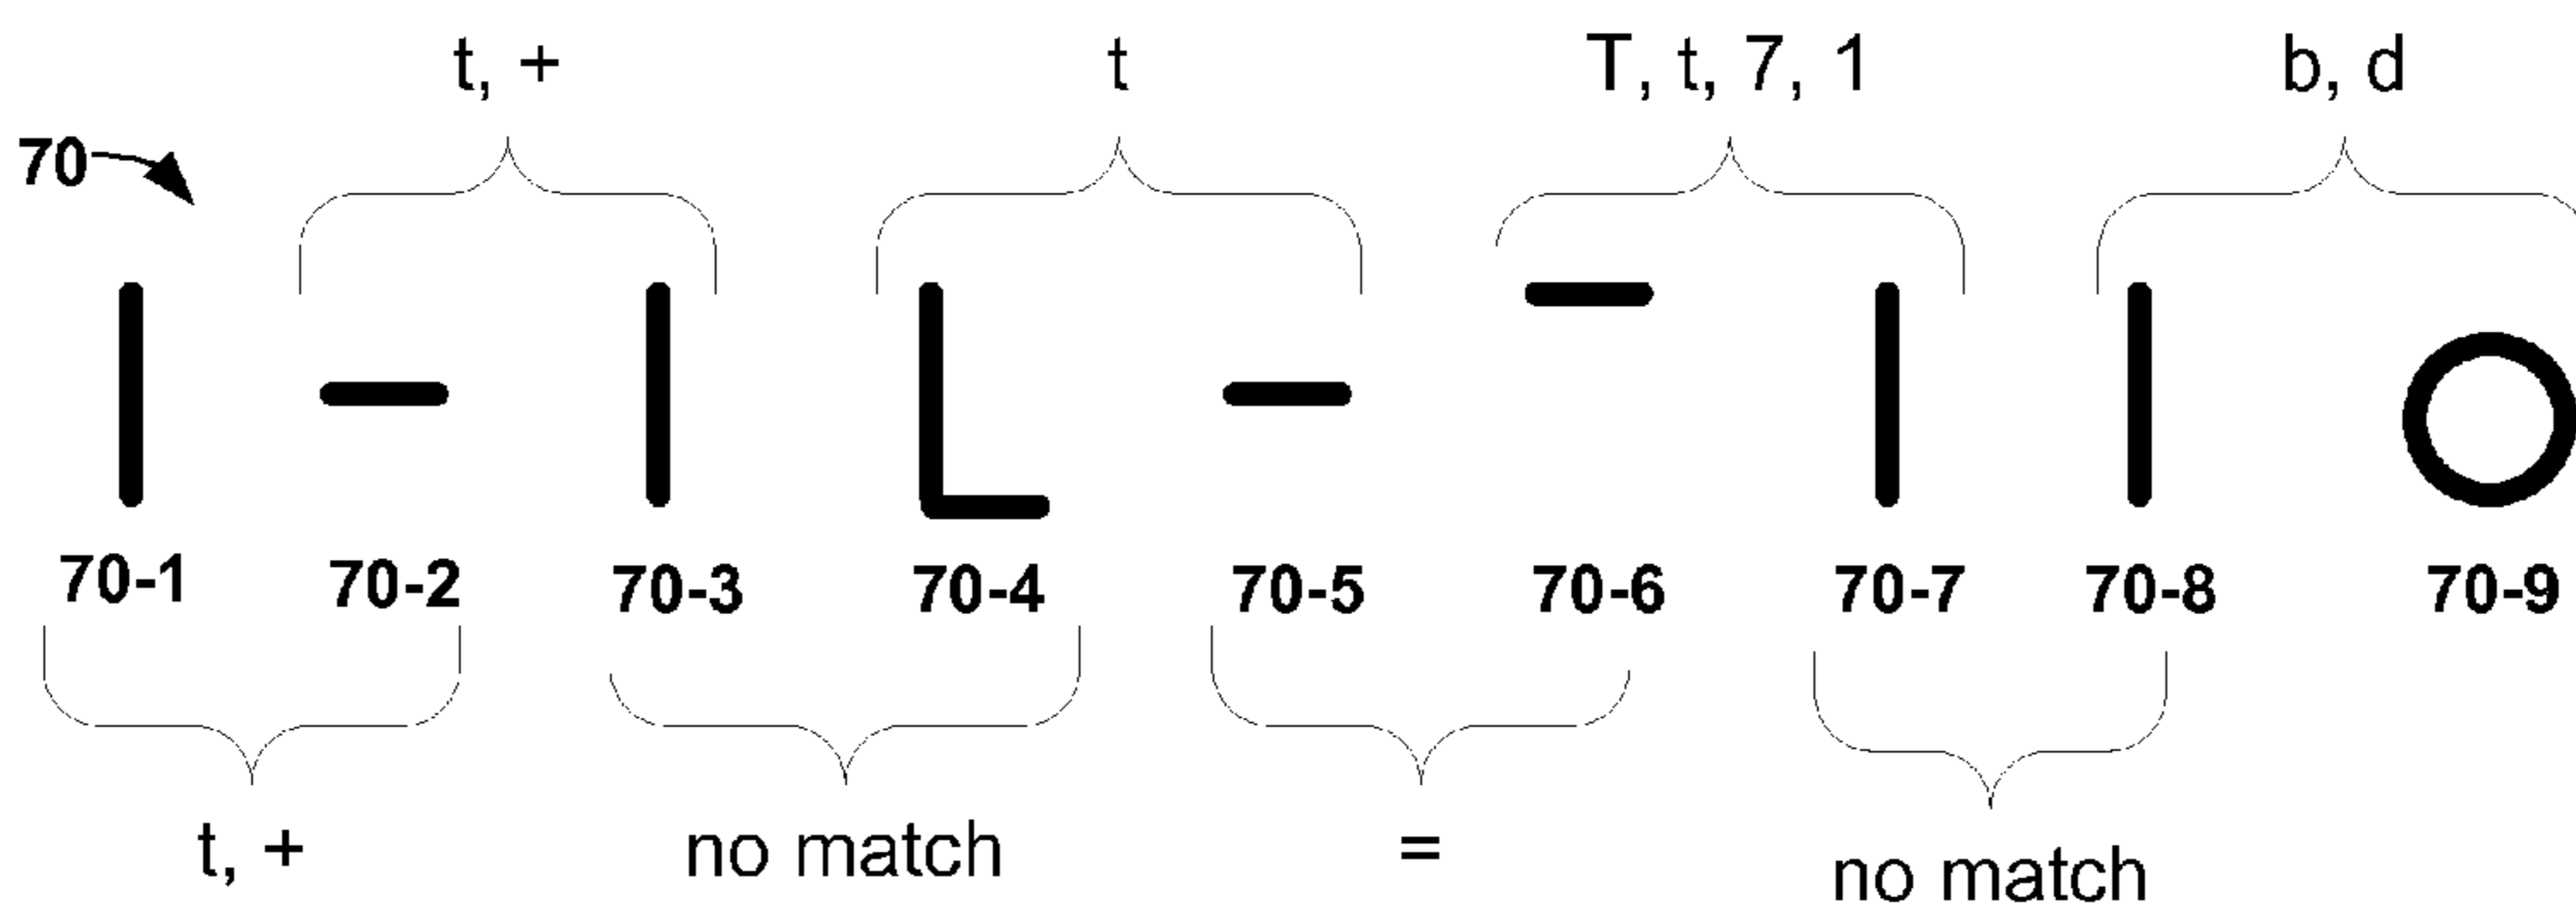 t, + t T, t, 7, 1 b, d
70
70-1 70-2 70-3 70-4 70-5 70-6 70-7 70-8 70-9
t, + no match = no match